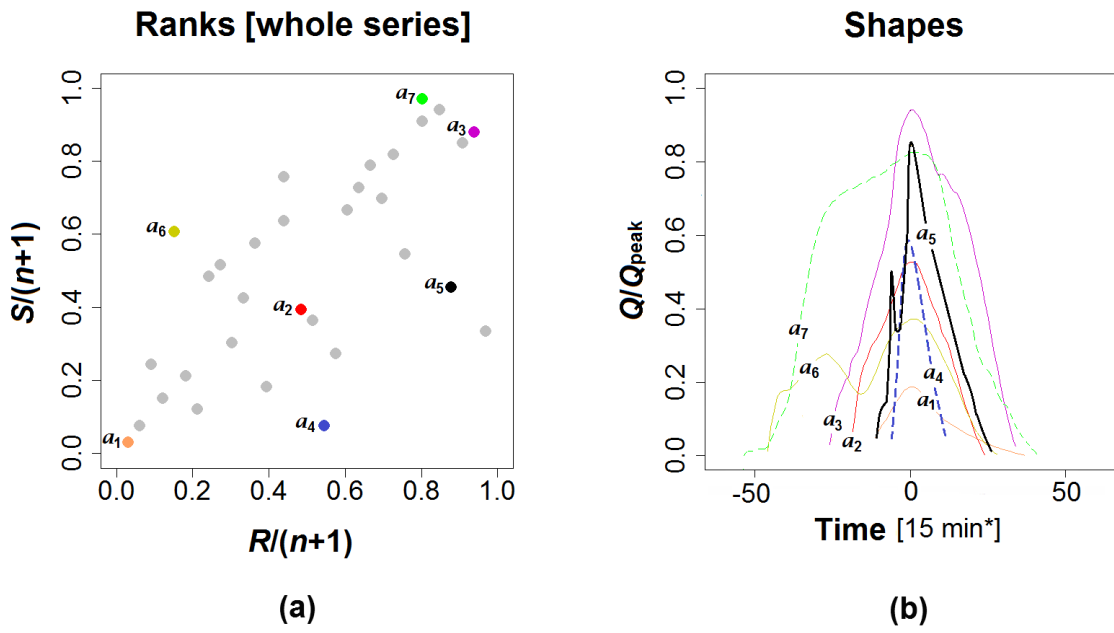 Ranks [whole series]
S/(n+1)
1.0
0.8
0.6
0.4
0.2
0.0
a7
a3
a6
a5
a2
a4
a1
0.0 0.2 0.4 0.6 0.8 1.0
R/(n+1)
(a)
Shapes
Q/Qpeak
1.0
0.8
0.6
0.4
0.2
0.0
a5
a7
a6
a4
a1
a3
a2
-50 0 50
Time [15 min*]
(b)